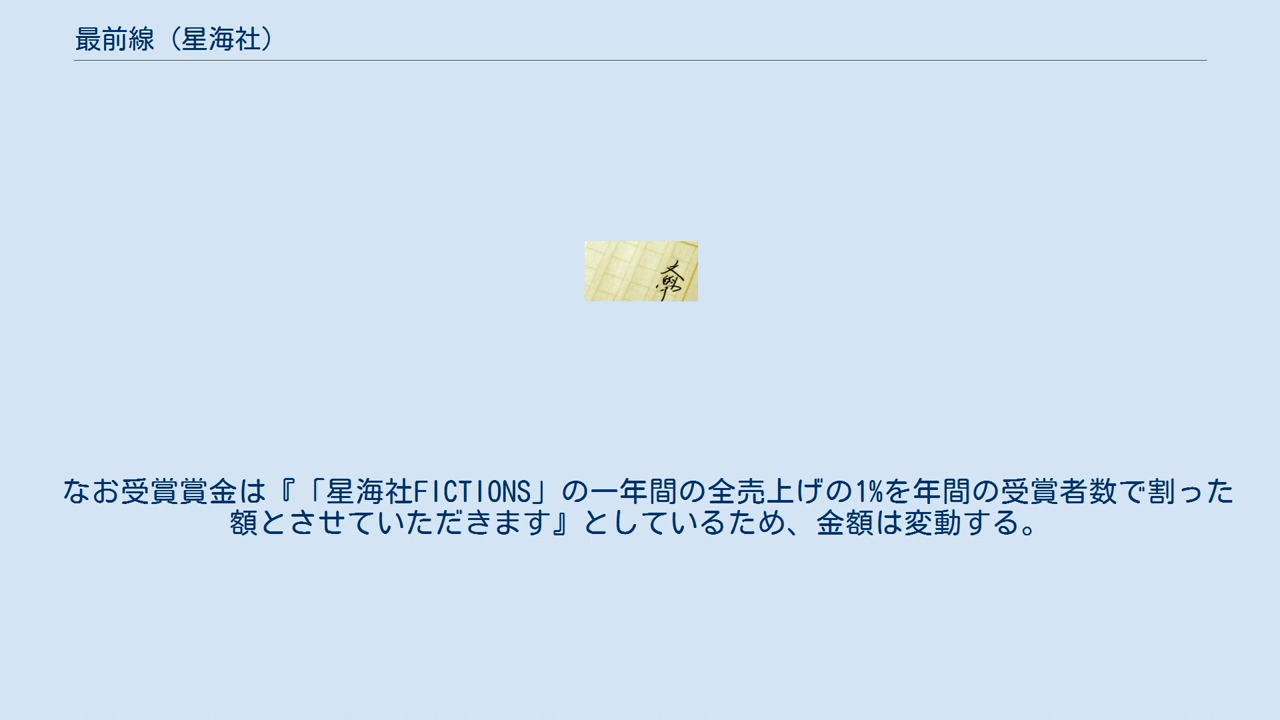 最前線（星海社）
なお受賞賞金は『「星海社FICTIONS」の一年間の全売上げの1%を年間の受賞者数で割った
額とさせていただきます』としているため、金額は変動する。